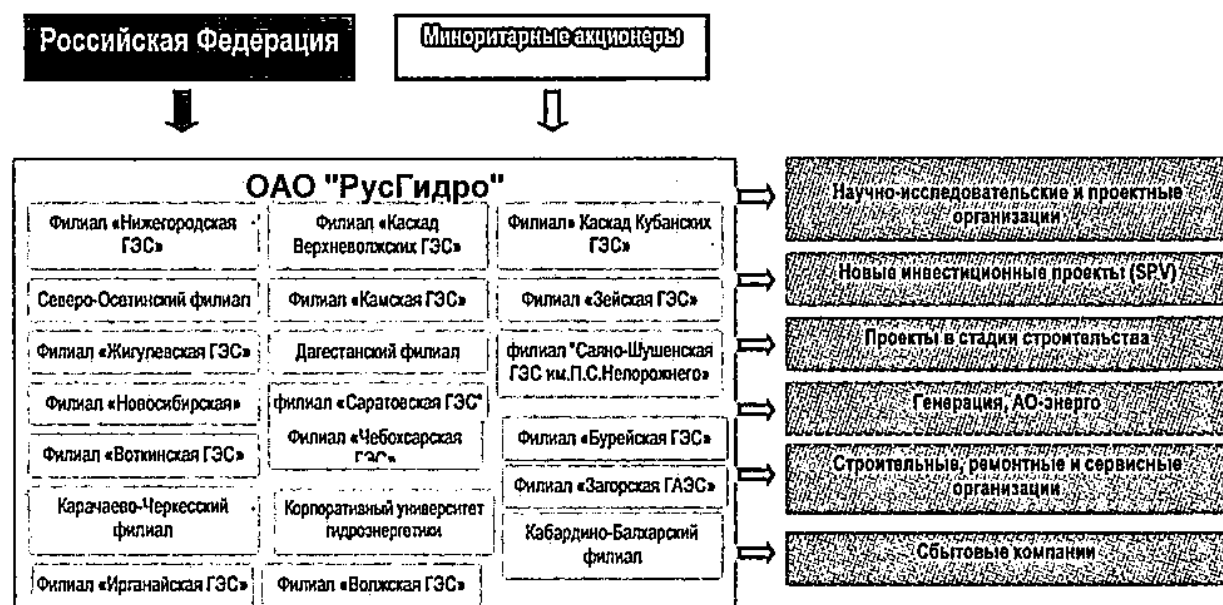 Российская Федерация
Миноритарные акционеры
ОАО "РусГидро"
Филиал «Нижегородская
ГЭС»
Филиал «Каскад
Верхневолжских ГЭС»
Филиал» Каскад Кубанских
ГЭС»
Северо-Осетинский филиал
Филиал «Камская ГЭС»
Филиал «Зейская ГЭС»
Филиал «Жигулевская ГЭС»
Дагестанский филиал
филиал "Саяно-Шушенская
ГЭС им.П.С.Непорожнего»
Филиал «Новосибирская»
филиал «Саратовская ГЭС"
Филиал «Воткинская ГЭС»
Филиал «Чебоксарская
ГЭС»
Филиал «Бурейская ГЭС»
Филиал «Загорская ГАЭС»
Карачаево-Черкесский
филиал
Корпоративный университет
гидроэнергетики
Кабардино-Балкарский
филиал
Филиал «Ирганайская ГЭС»
Филиал «Волжская ГЭС»
Научно-исследовательские и проектные
организации
Новые инвестиционные проекты (SPV)
Проекты в стадии строительства
Генерация, АО-энерго
Строительные, ремонтные и сервисные
организации
Сбытовые компании